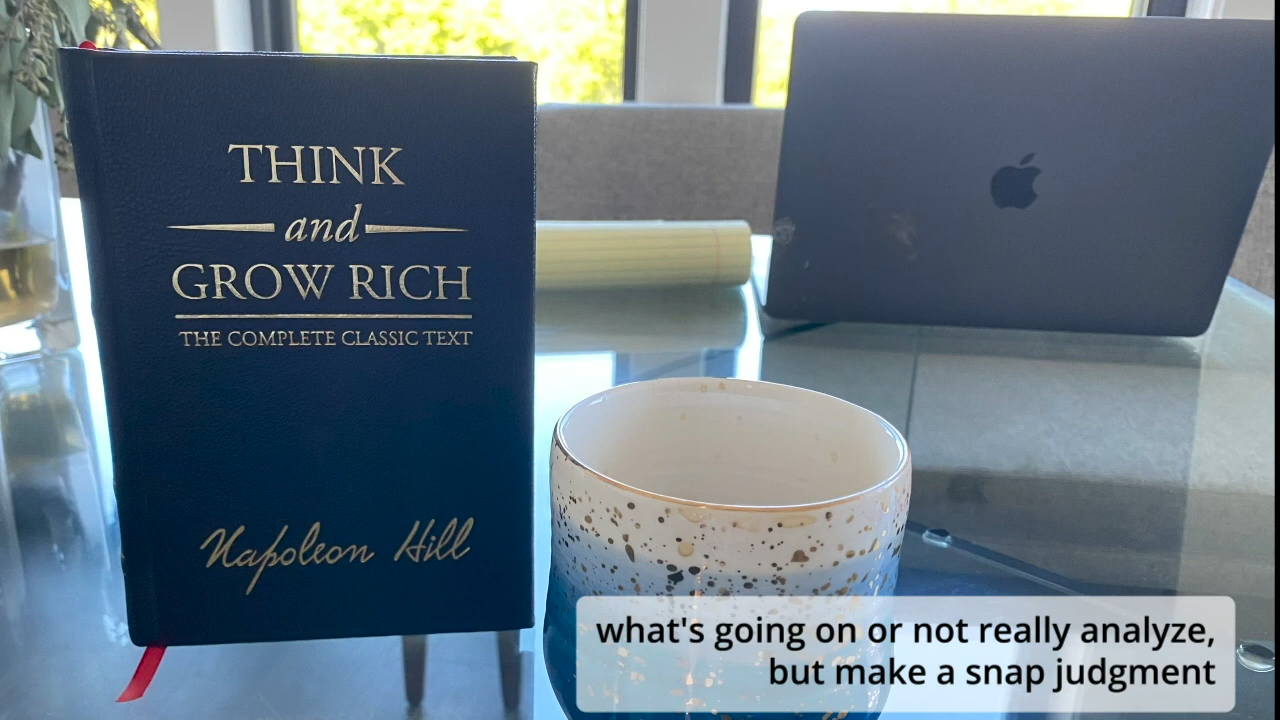 THINK
and
GROW RICH
THE COMPLETE CLASSIC TEXT
Napoleon Hill
what's going on or not really analyze,
but make a snap judgment